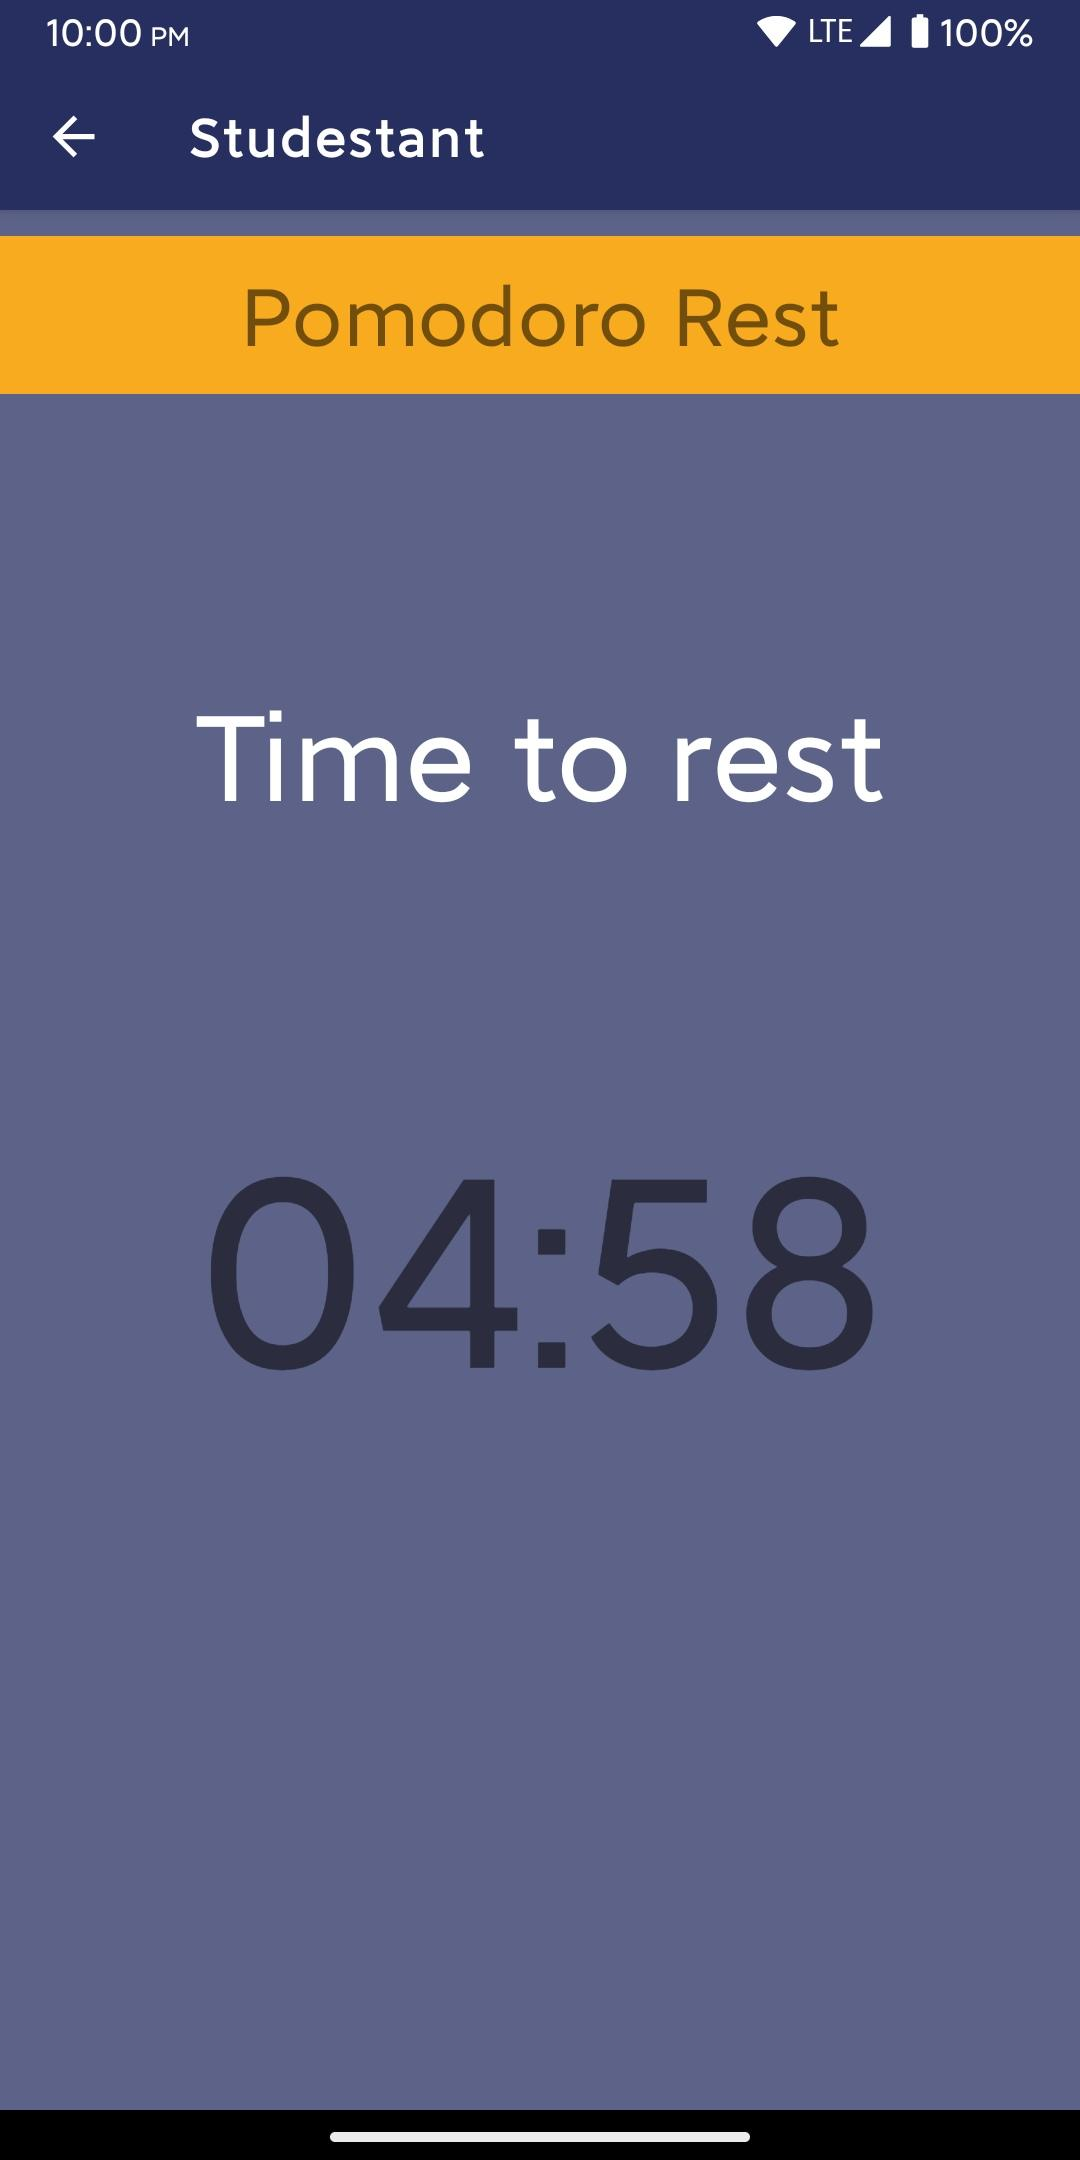 10:00 PM LTE 100%
Studestant
Pomodoro Rest
Time to rest
04:58